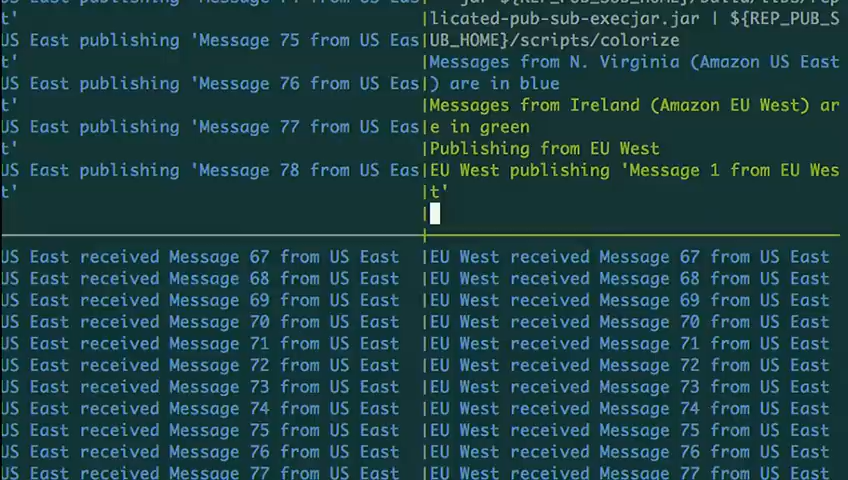 US East publishing 'Message 75 from US Eas
t'
US East publishing 'Message 76 from US Eas
t'
US East publishing 'Message 77 from US Eas
t'
US East publishing 'Message 78 from US Eas
t'
licated-pub-sub-execjar.jar | ${REP_PUB_S
UB_HOME}/scripts/colorize
Messages from N. Virginia (Amazon US East
) are in blue
Messages from Ireland (Amazon EU West) ar
e in green
Publishing from EU West
EU West publishing 'Message 1 from EU Wes
t'
US East received Message 67 from US East
US East received Message 68 from US East
US East received Message 69 from US East
US East received Message 70 from US East
US East received Message 71 from US East
US East received Message 72 from US East
US East received Message 73 from US East
US East received Message 74 from US East
US East received Message 75 from US East
US East received Message 76 from US East
US East received Message 77 from US East
EU West received Message 67 from US East
EU West received Message 68 from US East
EU West received Message 69 from US East
EU West received Message 70 from US East
EU West received Message 71 from US East
EU West received Message 72 from US East
EU West received Message 73 from US East
EU West received Message 74 from US East
EU West received Message 75 from US East
EU West received Message 76 from US East
EU West received Message 77 from US East